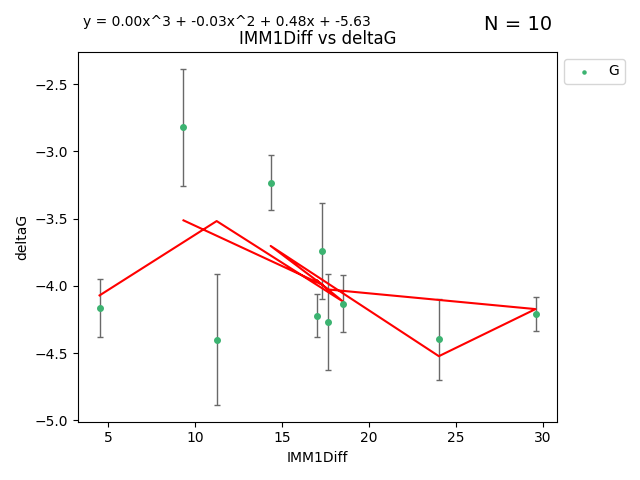 y = 0.00x^3 + -0.03x^2 + 0.48x + -5.63
N = 10
IMM1Diff vs deltaG
G
deltaG
−2.5
−3.0
−3.5
−4.0
−4.5
−5.0
5
10
15
20
25
30
IMM1Diff